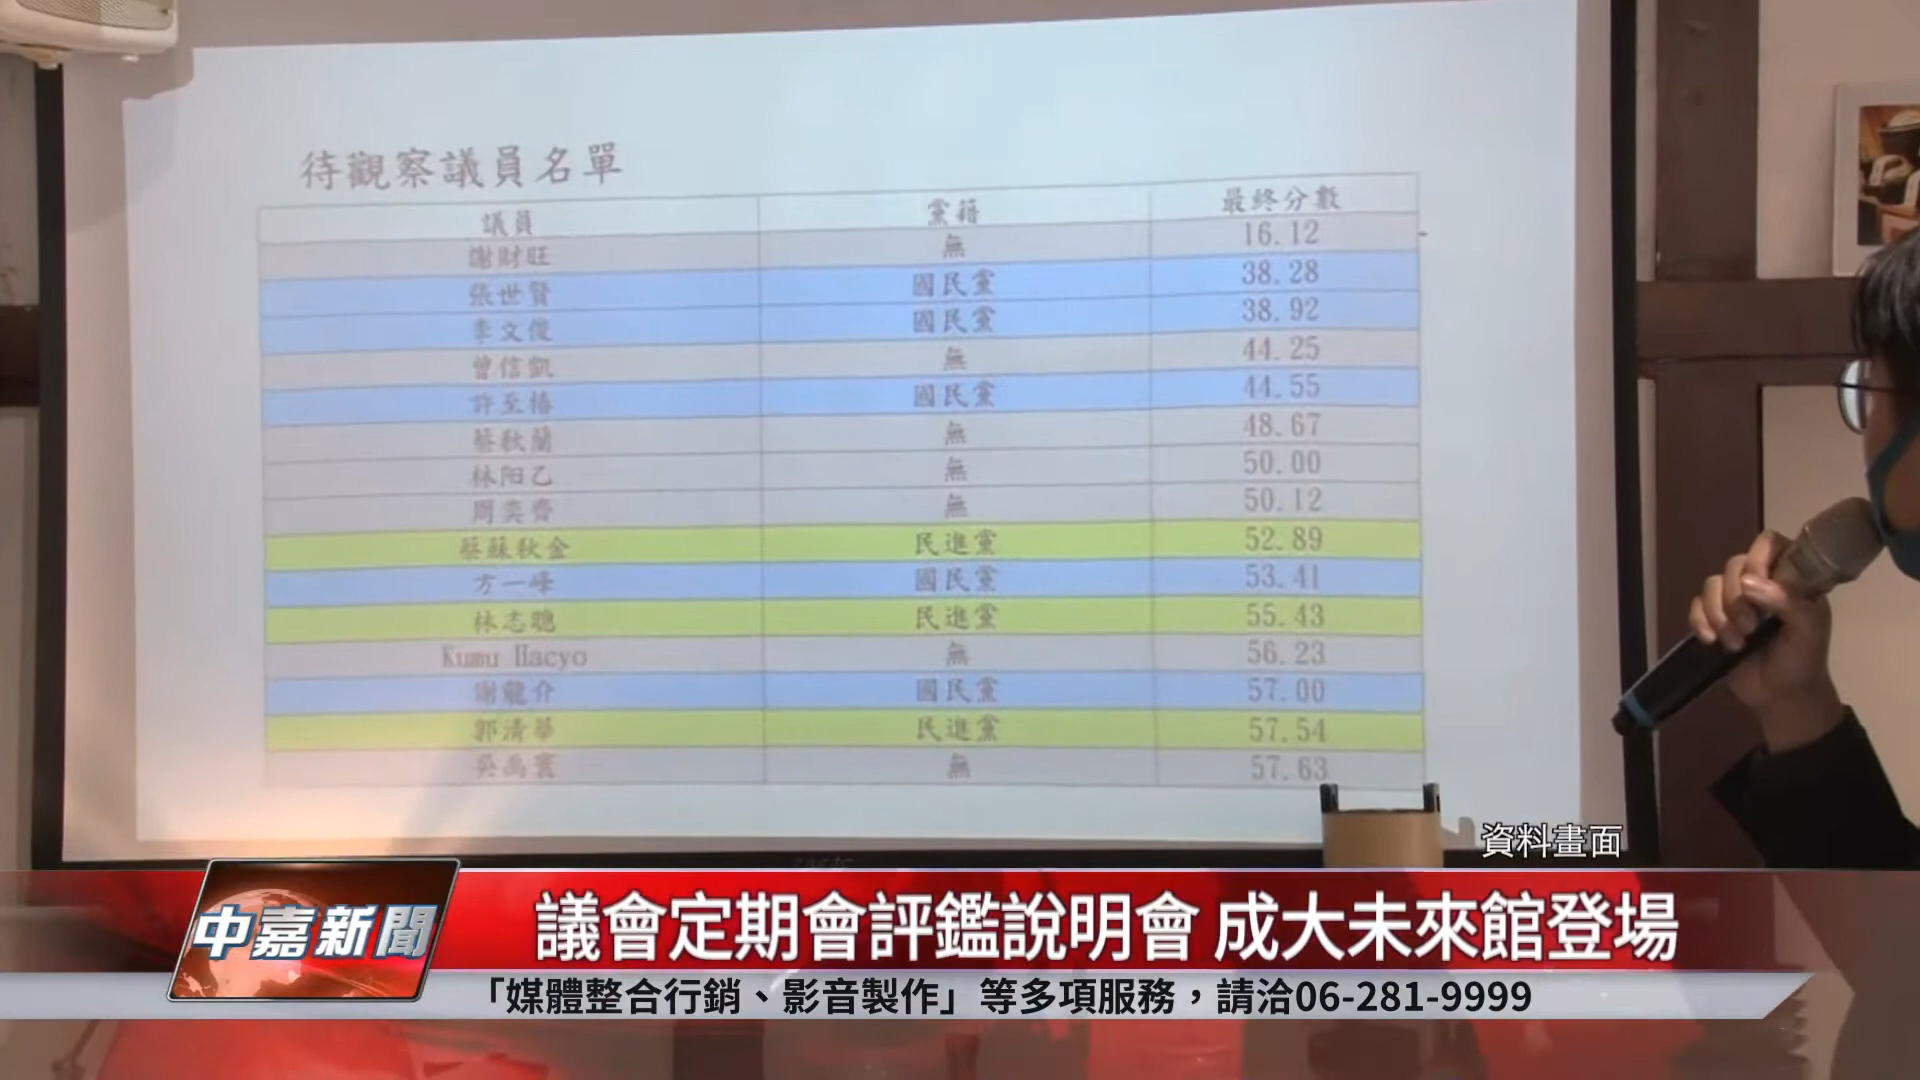 待觀察議員名單
議員 黨籍 最終分數
謝財旺 無 16.12
張世賢 國民黨 38.28
李文俊 國民黨 38.92
曾信凱 無 44.25
許至椿 國民黨 44.55
蔡秋蘭 無 48.67
林阳乙 無 50.00
周奕齊 無 50.12
蔡蘇秋金 民進黨 52.89
方一峰 國民黨 53.41
林志聰 民進黨 55.43
Kumu Hacyo 無 56.23
謝龍介 國民黨 57.00
郭清華 民進黨 57.54
吳禹寰 無 57.63
資料畫面
中嘉新聞
議會定期會評鑑說明會 成大未來館登場
「媒體整合行銷、影音製作」等多項服務，請洽06-281-9999